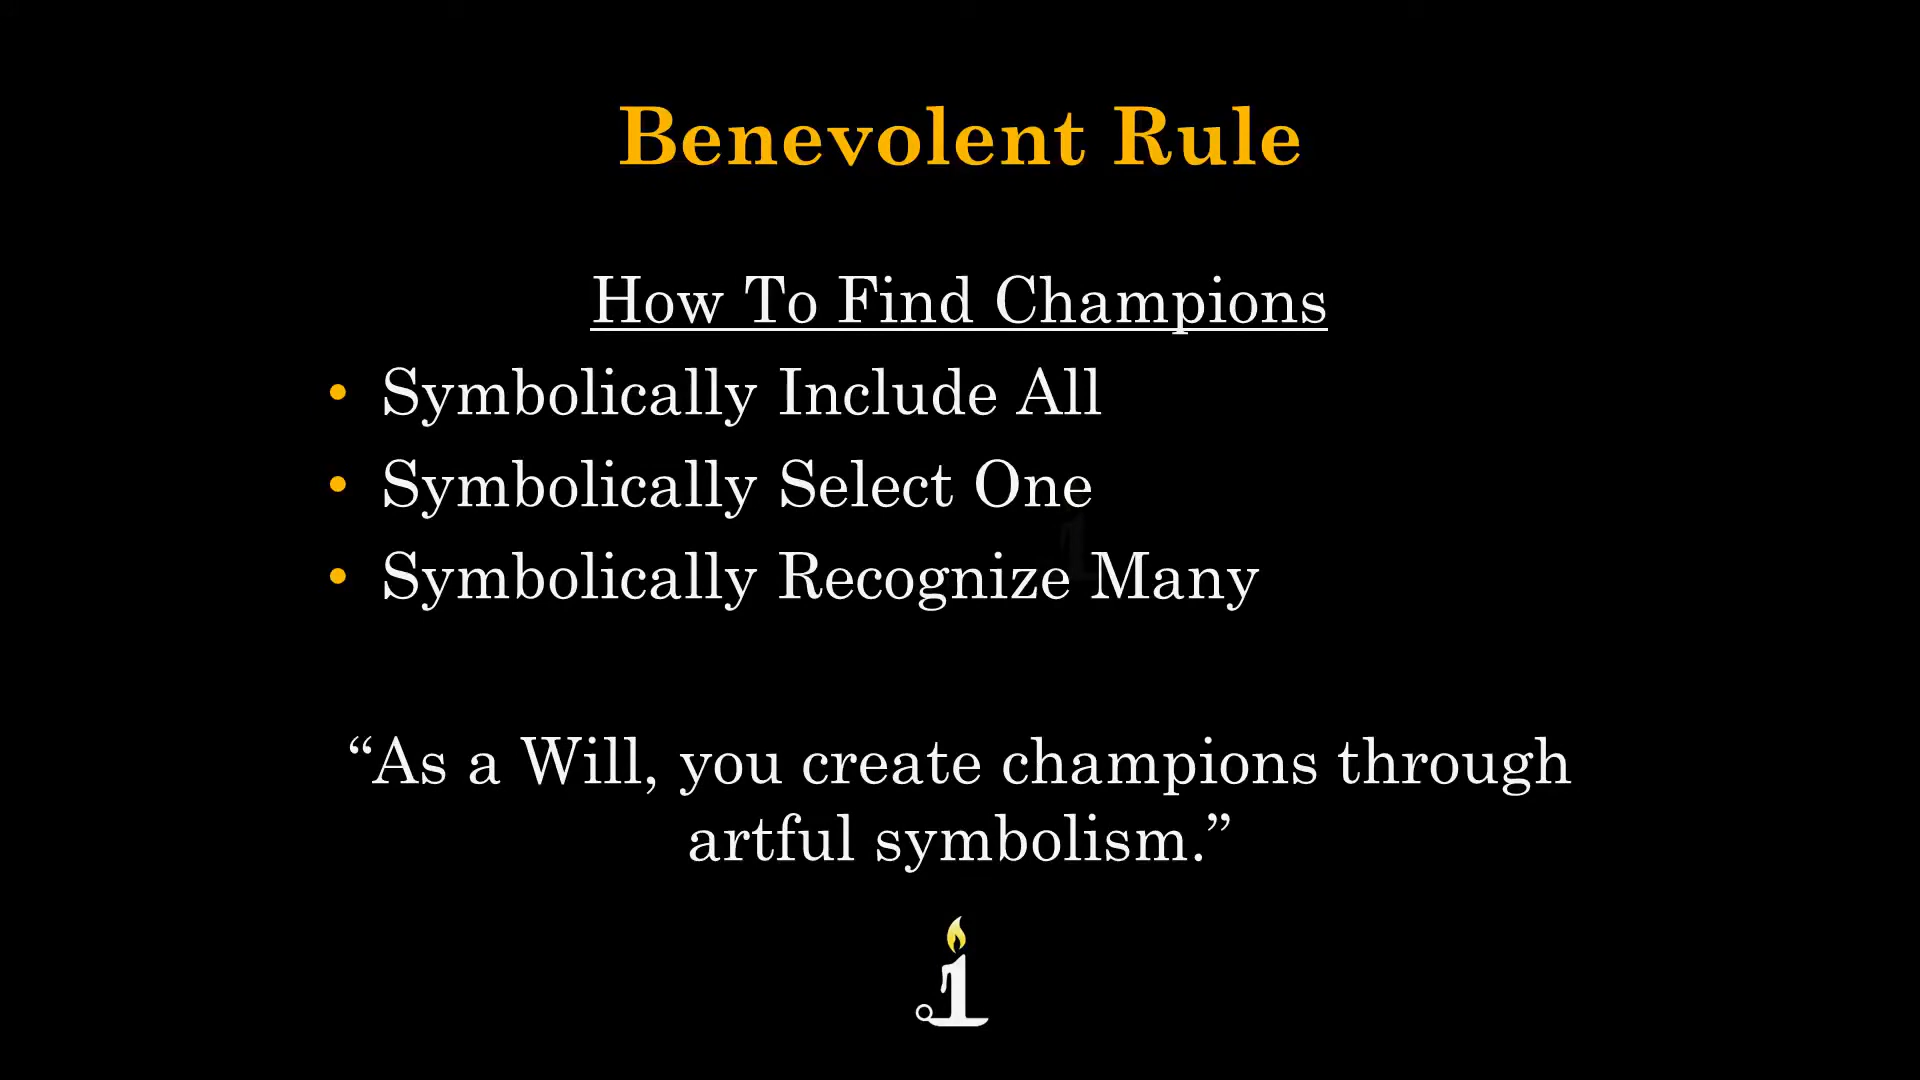 Benevolent Rule
How To Find Champions
• Symbolically Include All
• Symbolically Select One
• Symbolically Recognize Many
“As a Will, you create champions through
artful symbolism.”